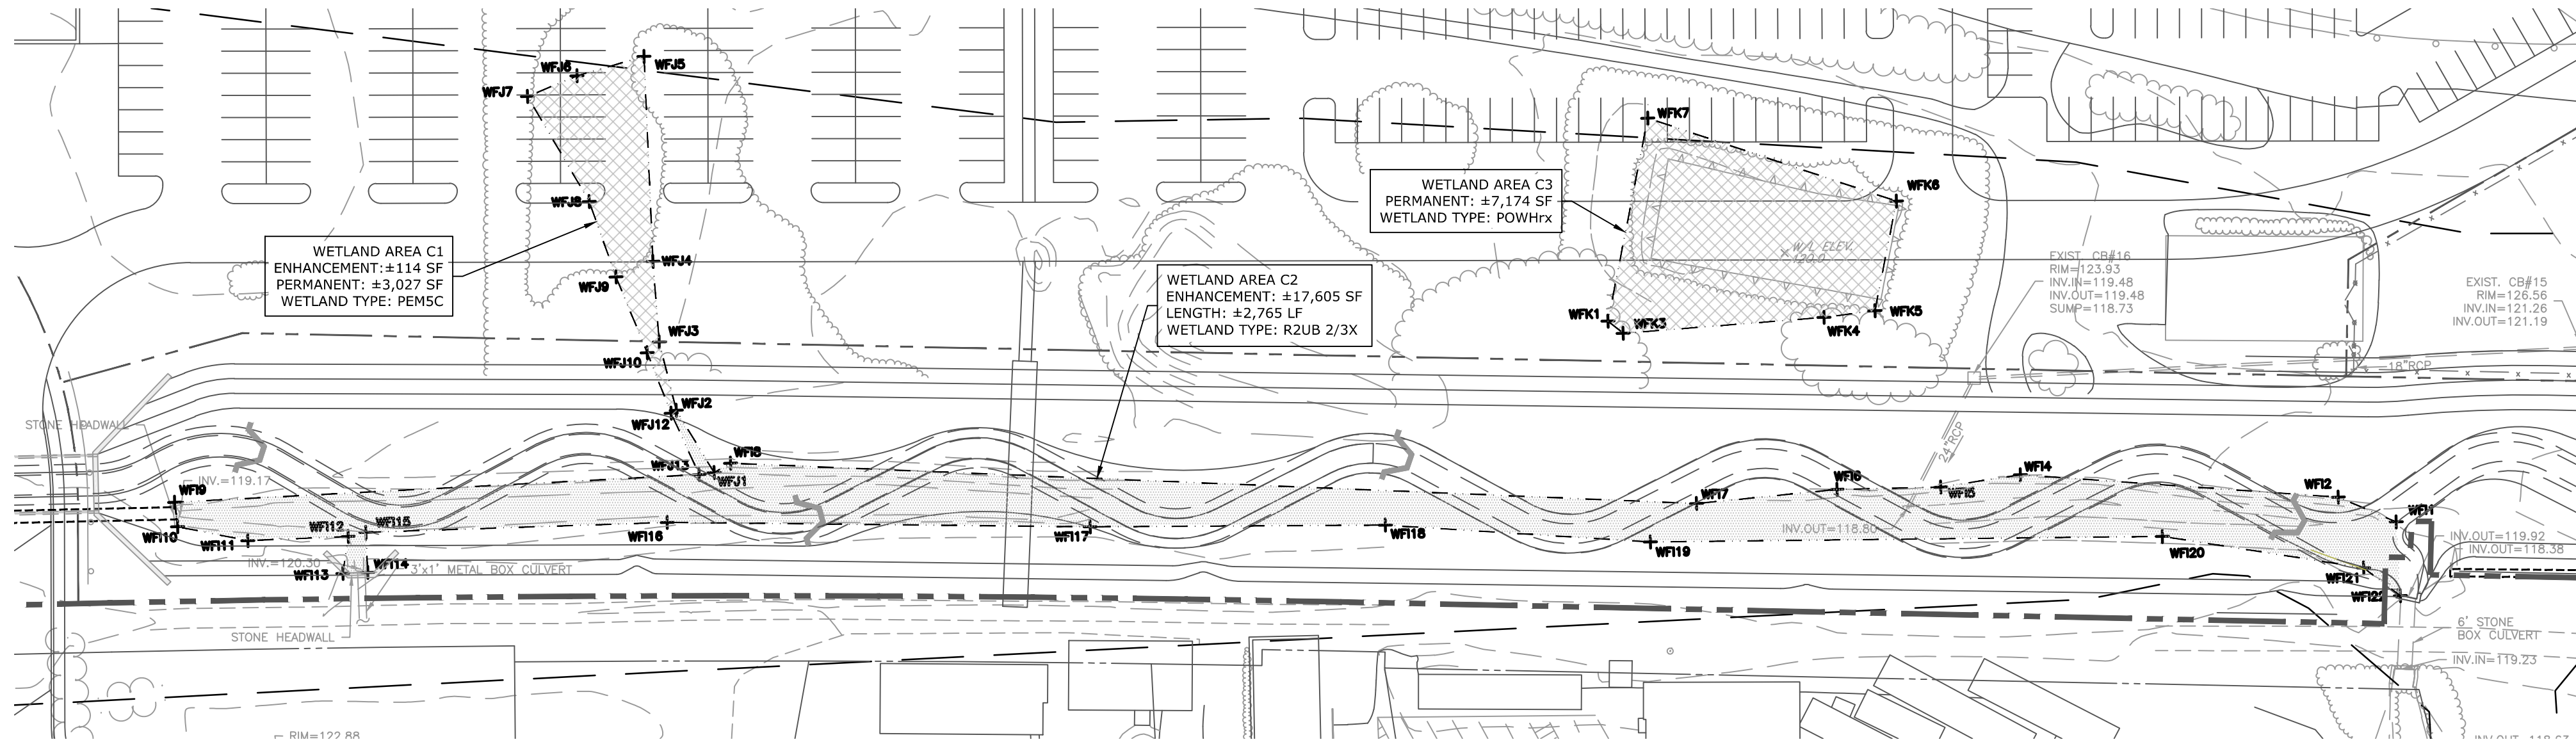 WFJ5
WFJ6
WFJ7
WFK7
WETLAND AREA C3
PERMANENT: ±7,174 SF
WETLAND TYPE: POWHrx
WFK6
WFJ8
WETLAND AREA C1
ENHANCEMENT:±114 SF
PERMANENT: ±3,027 SF
WETLAND TYPE: PEM5C
WFJ4
WFJ9
W/L ELEV.
120.0
EXIST. CB#16
RIM=123.93
INV.IN=119.48
INV.OUT=119.48
SUMP=118.73
EXIST. CB#15
RIM=126.56
INV.IN=121.26
INV.OUT=121.19
WETLAND AREA C2
ENHANCEMENT: ±17,605 SF
LENGTH: ±2,765 LF
WETLAND TYPE: R2UB 2/3X
WFK1
WFK3
WFK4
WFK5
WFJ3
WFJ10
18"RCP
WFJ2
WFJ12
STONE HEADWALL
24"RCP
WFJ13
WFI8
WFJ1
INV.=119.17
WFI9
WFI7
WFI6
WFI5
WFI4
WFI2
WFI1
WFI10
WFI11
WFI12
WFI15
WFI16
WFI17
WFI18
WFI19
INV.OUT=118.80
WFI20
INV.OUT=119.92
INV.OUT=118.38
INV.=120.30
WFI13
WFI14
3'x1' METAL BOX CULVERT
WFI21
WFI22
STONE HEADWALL
6' STONE
BOX CULVERT
INV.IN=119.23
RIM=122.88